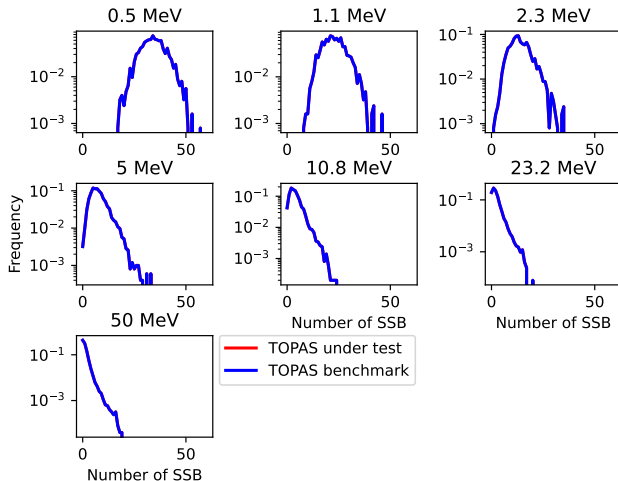 0.5 MeV 1.1 MeV 2.3 MeV
10⁻¹
10⁻² 10⁻² 10⁻²
10⁻³ 10⁻³ 10⁻³
0 50 0 50 0 50
5 MeV 10.8 MeV 23.2 MeV
Frequency
10⁻¹ 10⁻¹ 10⁻¹
10⁻² 10⁻²
10⁻³ 10⁻³ 10⁻³
0 50 0 50 0 50
Number of SSB Number of SSB
50 MeV
10⁻¹
10⁻³
0 50
Number of SSB
TOPAS under test
TOPAS benchmark